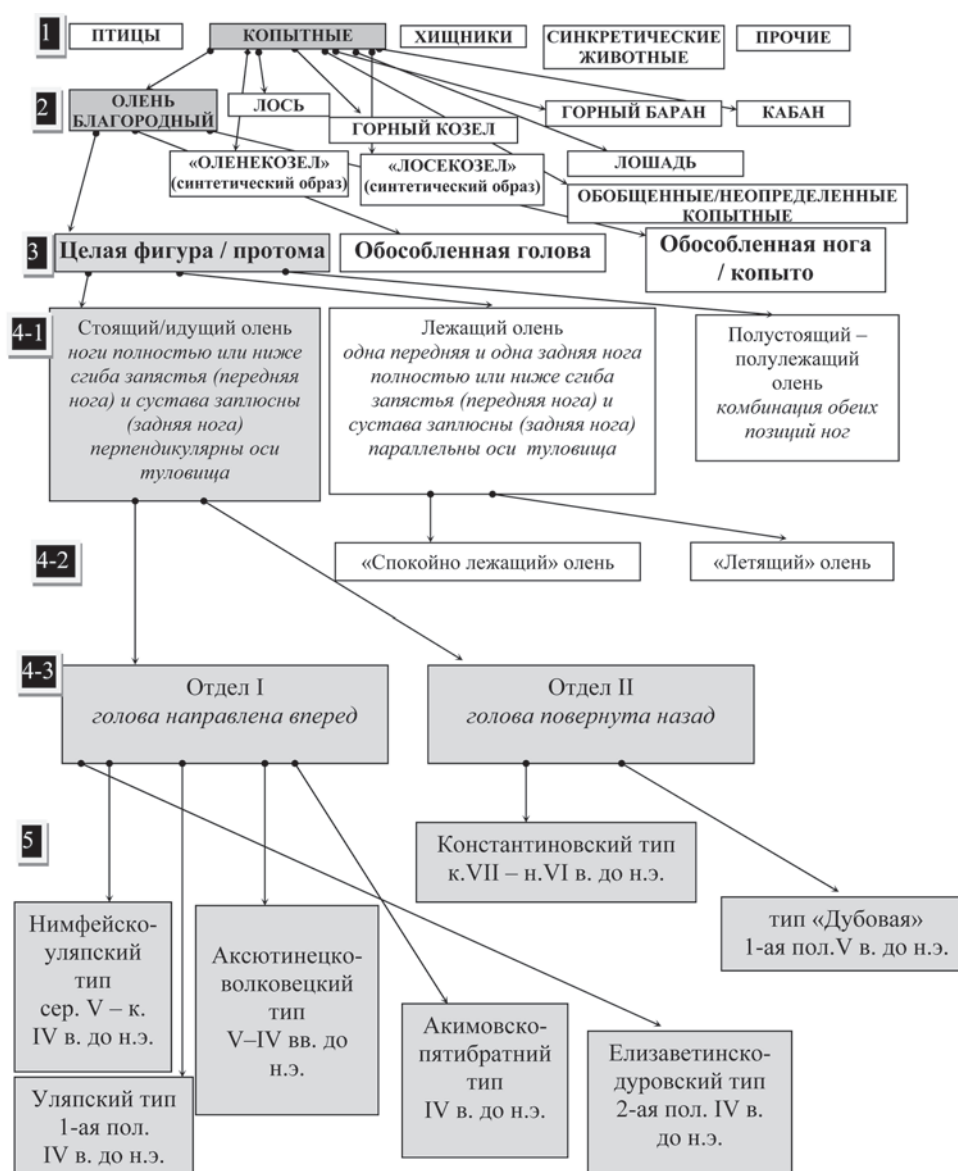 1
ПТИЦЫ
КОПЫТНЫЕ
ХИЩНИКИ
СИНКРЕТИЧЕСКИЕ
ЖИВОТНЫЕ
ПРОЧИЕ
2
ОЛЕНЬ
БЛАГОРОДНЫЙ
ЛОСЬ
ГОРНЫЙ КОЗЕЛ
ГОРНЫЙ БАРАН
КАБАН
«ОЛЕНЕКОЗЕЛ»
(синтетический образ)
«ЛОСЕКОЗЕЛ»
(синтетический образ)
ЛОШАДЬ
ОБОБЩЕННЫЕ/НЕОПРЕДЕЛЕННЫЕ
КОПЫТНЫЕ
3
Целая фигура / протома
Обособленная голова
Обособленная нога
/ копыто
4-1
Стоящий/идущий олень
ноги полностью или ниже
сгиба запястья (передняя
нога) и сустава заплюсны
(задняя нога)
перпендикулярны оси
туловища
Лежащий олень
одна передняя и одна задняя нога
полностью или ниже сгиба
запястья (передняя нога) и
сустава заплюсны (задняя нога)
параллельны оси туловища
Полустоящий –
полулежащий
олень
комбинация обеих
позиций ног
4-2
«Спокойно лежащий» олень
«Летящий» олень
4-3
Отдел I
голова направлена вперед
Отдел II
голова повернута назад
5
Константиновский тип
к.VII – н.VI в. до н.э.
тип «Дубовая»
1-ая пол.V в. до н.э.
Нимфейско-
уляпский
тип
сер. V – к.
IV в. до н.э.
Аксютинецко-
волковецкий
тип
V–IV вв. до
н.э.
Акимовско-
пятибратний
тип
IV в. до н.э.
Елизаветинско-
дуровский тип
2-ая пол. IV в.
до н.э.
Уляпский тип
1-ая пол.
IV в. до н.э.